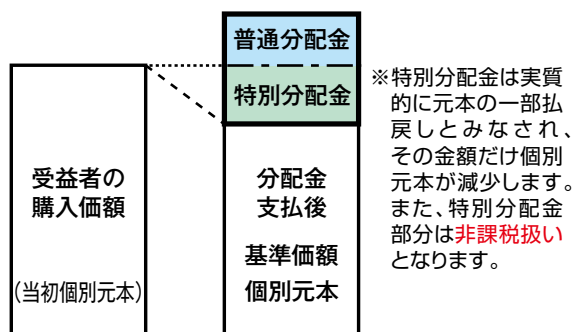 普通分配金
特別分配金
受益者の
購入価額
(当初個別元本)
分配金
支払後
基準価額
個別元本
※特別分配金は実質
的に元本の一部払
戻しとみなされ、
その金額だけ個別
元本が減少します。
また、特別分配金
部分は非課税扱い
となります。